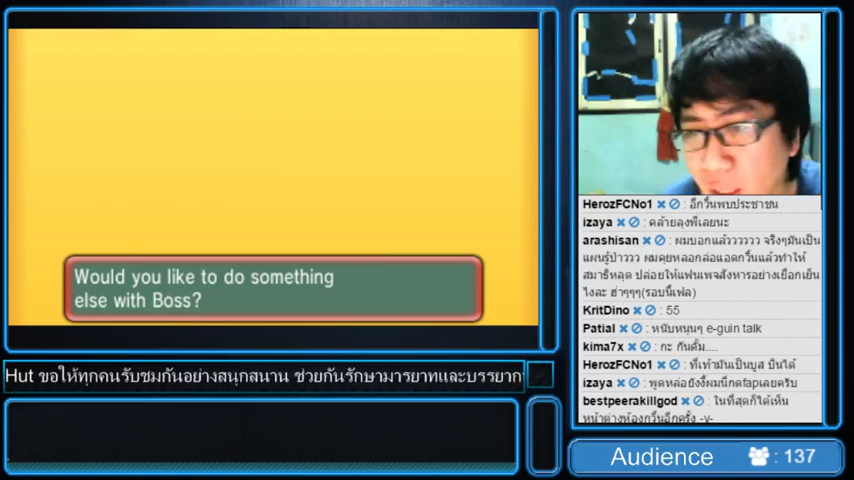 Would you like to do something
else with Boss?
Hut ขอให้ทุกคนรับชมกันอย่างสนุกสนาน ช่วยกันรักษามารยาทและบรรยาก
HerozFCNo1 : อีกวิ้นพบประชาชน
izaya : คล้ายลุงพีเลยนะ
arashisan : ผมบอกแล้วววววว จริงๆมันเป็น
แผนรู้ป่าววว ผมคุยหลอกล่อแอดกวิ้นแล้วทำให้
สมาธิหลุด ปล่อยให้แฟนเพจสังหารอย่างเยือกเย็น
ไงละ ฮ่าๆๆๆ(รอบนี้เฟล)
KritDino : 55
Patial : หนับหนุนๆ e-guin talk
kima7x : กะ กันดั้ม....
HerozFCNo1 : ที่เท้ามันเป็นบูส บินได้
izaya : พูดหล่อยังงี้ผมนึกดfapเลยครับ
bestpeerakillgod : ในที่สุดก็ได้เห็น
หน้าต่างห้องกวิ้นอีกครั้ง -y-
Audience : 137